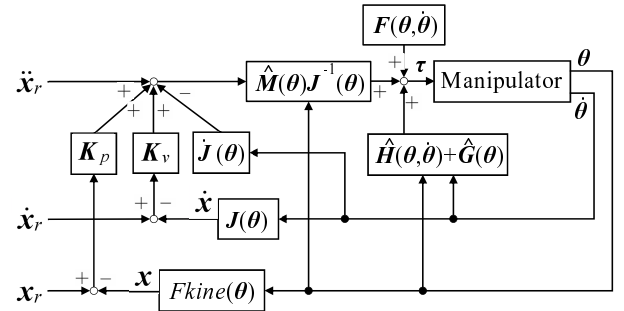 F(θ,θ̇)
ẍr + + + − M̂(θ)J⁻¹(θ) + + + τ Manipulator θ
θ̇
Kp Kv J̇(θ) Ĥ(θ,θ̇)+Ĝ(θ)
ẋr + − ẋ J(θ)
xr + − x Fkine(θ)